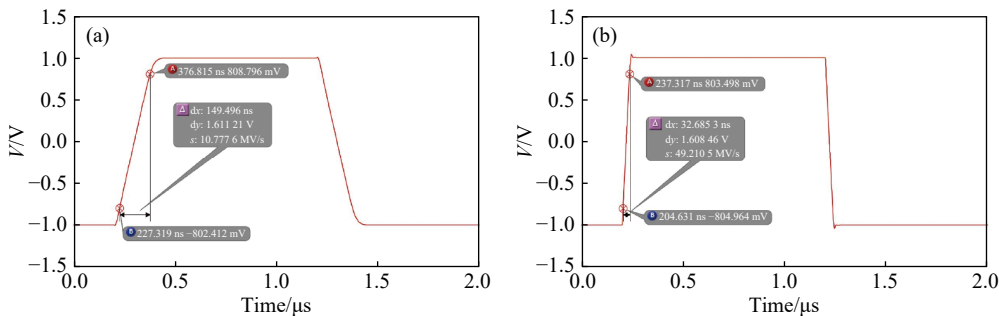 (a)
1.5
1.0
0.5
0.0
−0.5
−1.0
−1.5
V/V
A 376.815 ns 808.796 mV
Δ dx: 149.496 ns
dy: 1.611 21 V
s: 10.777 6 MV/s
B 227.319 ns −802.412 mV
0
0.5
1.0
1.5
2.0
Time/μs
(b)
1.5
1.0
0.5
0.0
−0.5
−1.0
−1.5
V/V
A 237.317 ns 803.498 mV
Δ dx: 32.685 3 ns
dy: 1.608 46 V
s: 49.210 5 MV/s
B 204.631 ns −804.964 mV
0
0.5
1.0
1.5
2.0
Time/μs